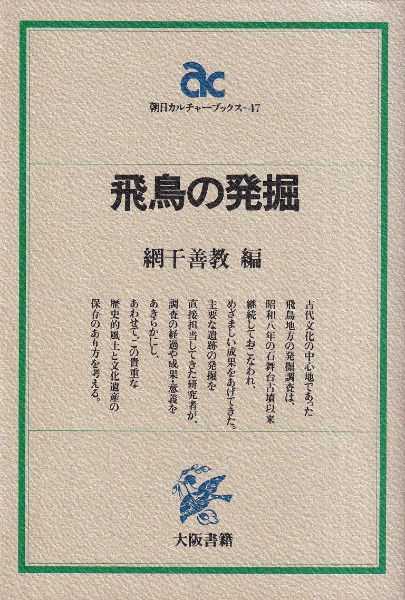 ac
朝日カルチャーブックス-47
飛鳥の発掘
網干善教 編
古代文化の中心地であった
飛鳥地方の発掘調査は、
昭和八年の石舞台古墳以来
継続しておこなわれ、
めざましい成果をあげてきた。
主要な遺跡の発掘を
直接担当してきた研究者が、
調査の経過や成果・意義を
あきらかにし、
あわせて、この貴重な
歴史的風土と文化遺産の
保存のあり方を考える。
大阪書籍